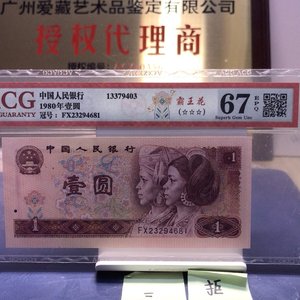 广州爱藏艺术品鉴定有限公司
授权代理商
ACG
GUARANTY
中国人民银行
1980年壹圆
冠号：FX23294681
13379403
霸王花
(☆☆☆)
67 EPQ
Superb Gem Unc
中国人民银行
1
壹圆
FX23294681
1
1
拒